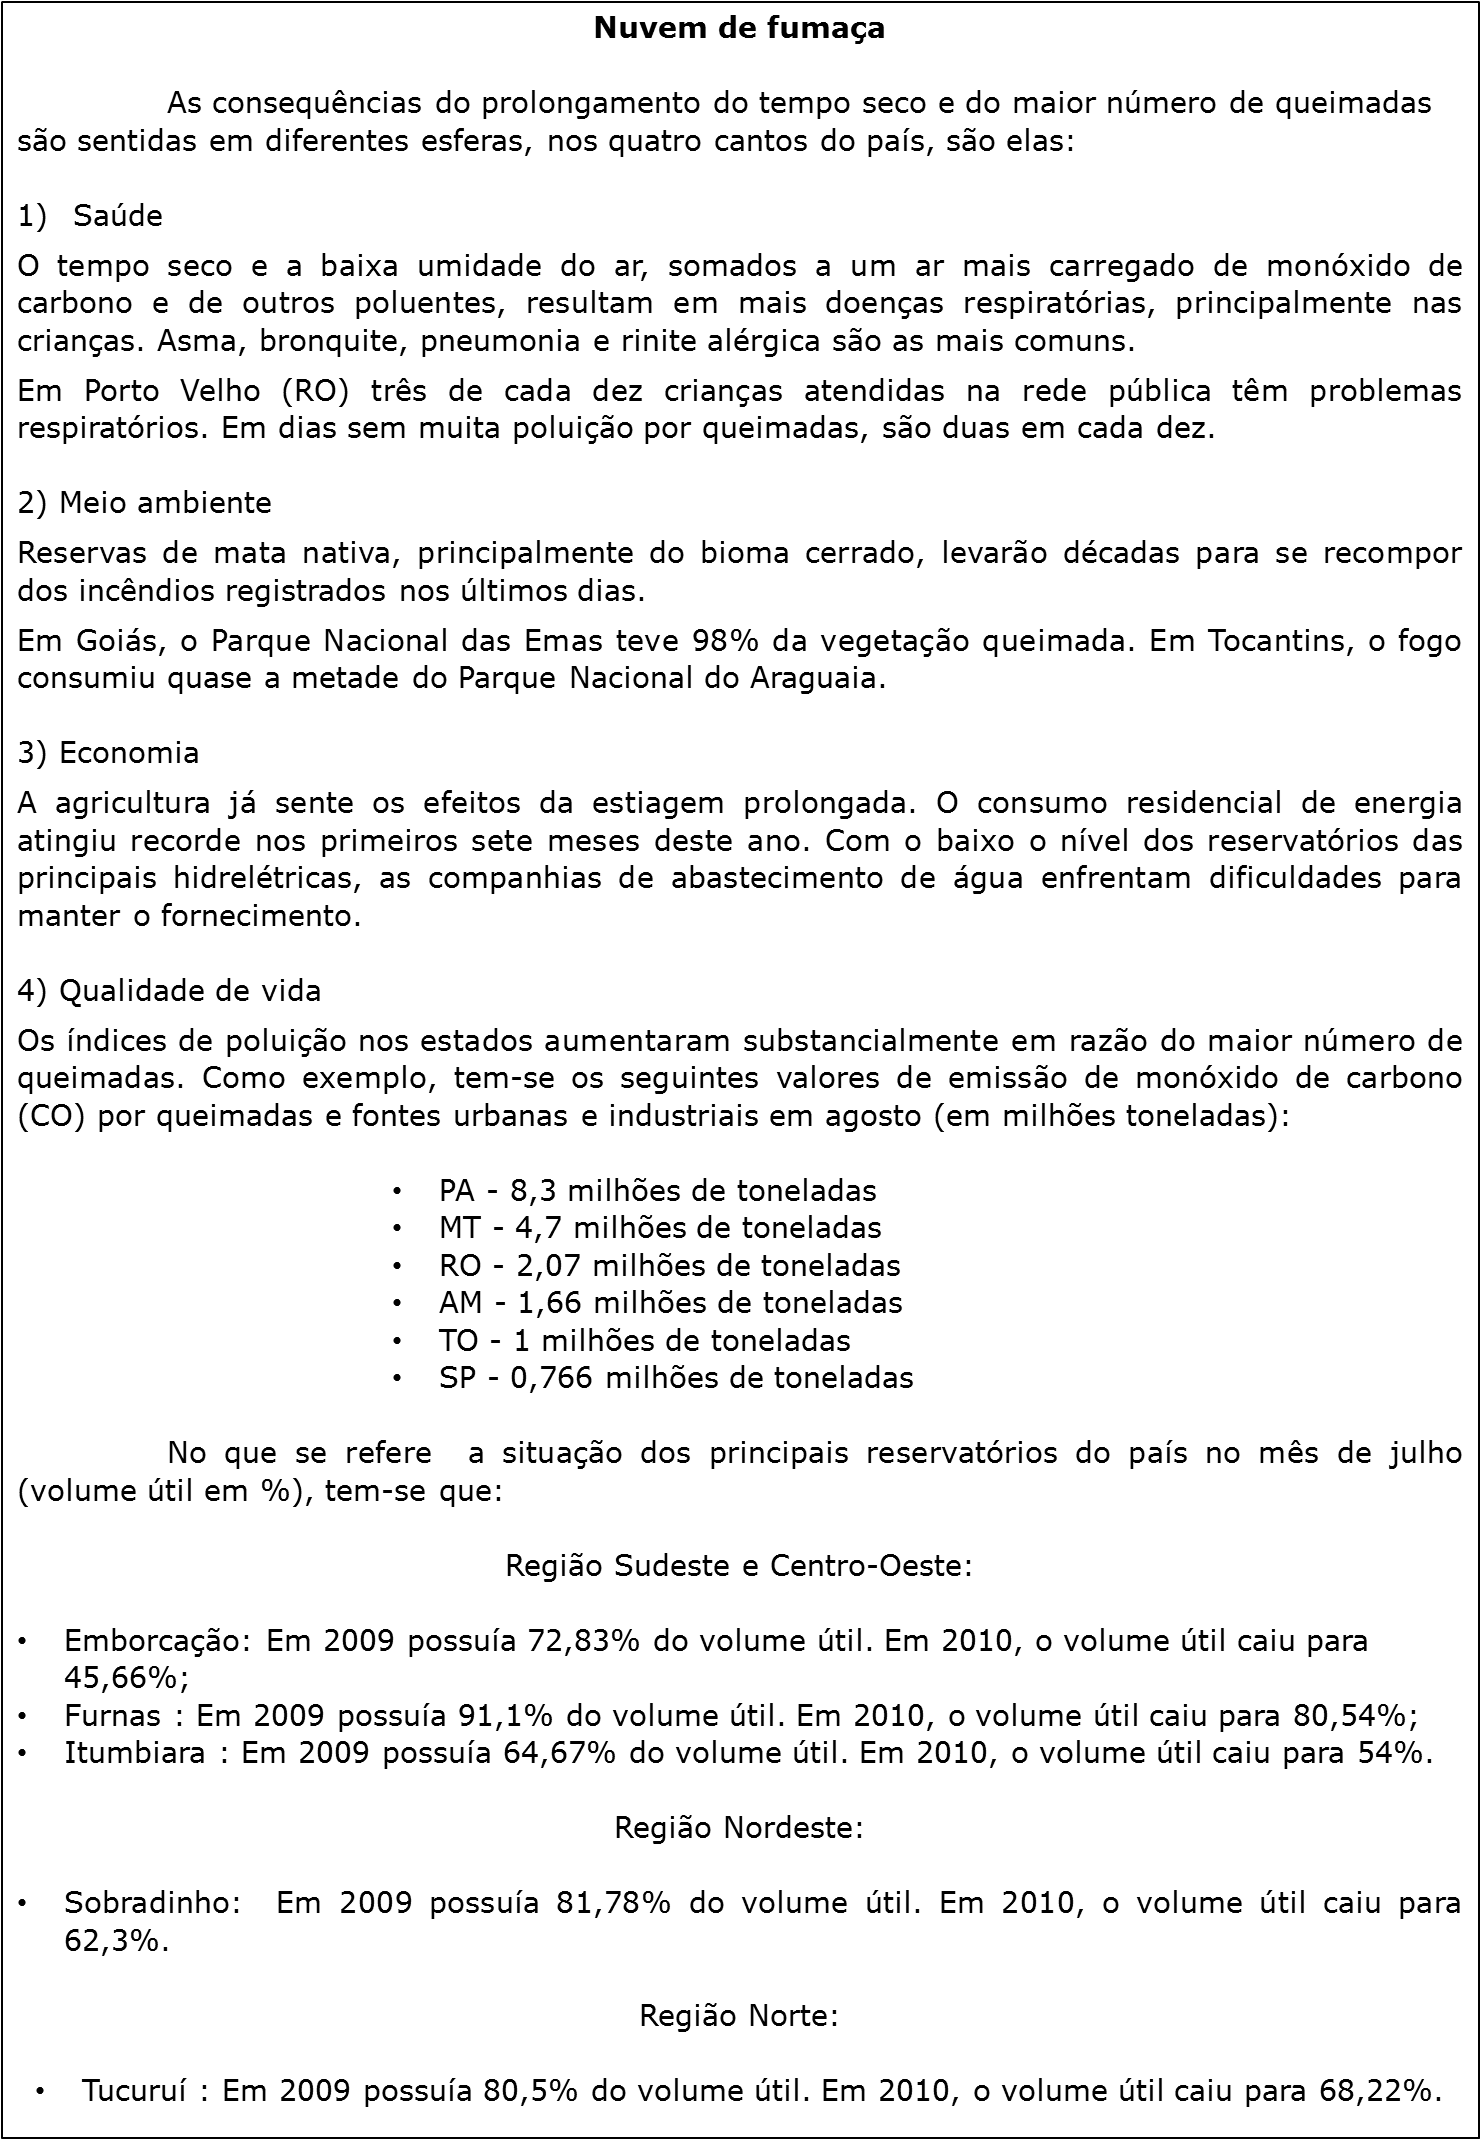 Nuvem de fumaça
As consequências do prolongamento do tempo seco e do maior número de queimadas
são sentidas em diferentes esferas, nos quatro cantos do país, são elas:
1) Saúde
O tempo seco e a baixa umidade do ar, somados a um ar mais carregado de monóxido de
carbono e de outros poluentes, resultam em mais doenças respiratórias, principalmente nas
crianças. Asma, bronquite, pneumonia e rinite alérgica são as mais comuns.
Em Porto Velho (RO) três de cada dez crianças atendidas na rede pública têm problemas
respiratórios. Em dias sem muita poluição por queimadas, são duas em cada dez.
2) Meio ambiente
Reservas de mata nativa, principalmente do bioma cerrado, levarão décadas para se recompor
dos incêndios registrados nos últimos dias.
Em Goiás, o Parque Nacional das Emas teve 98% da vegetação queimada. Em Tocantins, o fogo
consumiu quase a metade do Parque Nacional do Araguaia.
3) Economia
A agricultura já sente os efeitos da estiagem prolongada. O consumo residencial de energia
atingiu recorde nos primeiros sete meses deste ano. Com o baixo o nível dos reservatórios das
principais hidrelétricas, as companhias de abastecimento de água enfrentam dificuldades para
manter o fornecimento.
4) Qualidade de vida
Os índices de poluição nos estados aumentaram substancialmente em razão do maior número de
queimadas. Como exemplo, tem-se os seguintes valores de emissão de monóxido de carbono
(CO) por queimadas e fontes urbanas e industriais em agosto (em milhões toneladas):
• PA - 8,3 milhões de toneladas
• MT - 4,7 milhões de toneladas
• RO - 2,07 milhões de toneladas
• AM - 1,66 milhões de toneladas
• TO - 1 milhões de toneladas
• SP - 0,766 milhões de toneladas
No que se refere a situação dos principais reservatórios do país no mês de julho
(volume útil em %), tem-se que:
Região Sudeste e Centro-Oeste:
• Emborcação: Em 2009 possuía 72,83% do volume útil. Em 2010, o volume útil caiu para
45,66%;
• Furnas : Em 2009 possuía 91,1% do volume útil. Em 2010, o volume útil caiu para 80,54%;
• Itumbiara : Em 2009 possuía 64,67% do volume útil. Em 2010, o volume útil caiu para 54%.
Região Nordeste:
• Sobradinho: Em 2009 possuía 81,78% do volume útil. Em 2010, o volume útil caiu para
62,3%.
Região Norte:
• Tucuruí : Em 2009 possuía 80,5% do volume útil. Em 2010, o volume útil caiu para 68,22%.